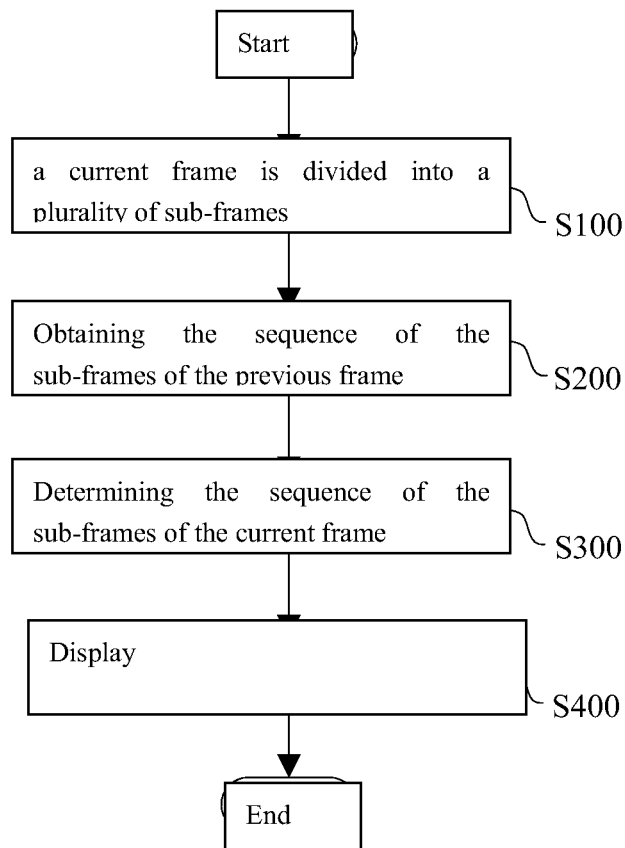 Start
a current frame is divided into a
plurality of sub-frames
S100
Obtaining the sequence of the
sub-frames of the previous frame
S200
Determining the sequence of the
sub-frames of the current frame
S300
Display
S400
End